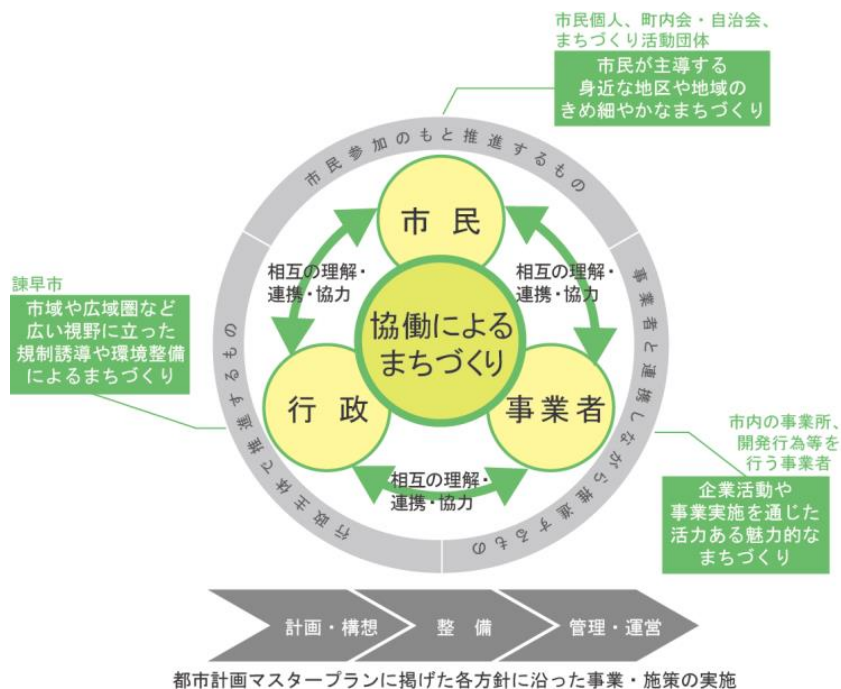 市民個人、町内会・自治会、
まちづくり活動団体
市民が主導する
身近な地区や地域の
きめ細やかなまちづくり
市民参加のもと推進するもの
市民
相互の理解・
連携・協力
相互の理解・
連携・協力
諫早市
市域や広域圏など
広い視野に立った
規制誘導や環境整備
によるまちづくり
協働による
まちづくり
行政主体で推進するもの
事業者と連携しながら推進するもの
行政
事業者
相互の理解・
連携・協力
市内の事業所、
開発行為等を
行う事業者
企業活動や
事業実施を通じた
活力ある魅力的な
まちづくり
計画・構想
整備
管理・運営
都市計画マスタープランに掲げた各方針に沿った事業・施策の実施